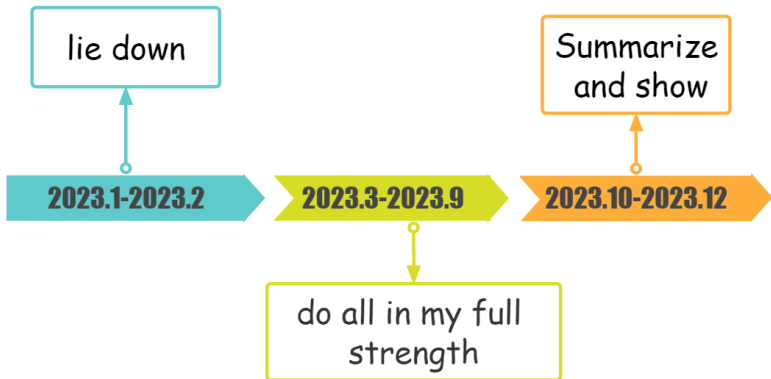 lie down
Summarize
and show
2023.1-2023.2
2023.3-2023.9
2023.10-2023.12
do all in my full
strength